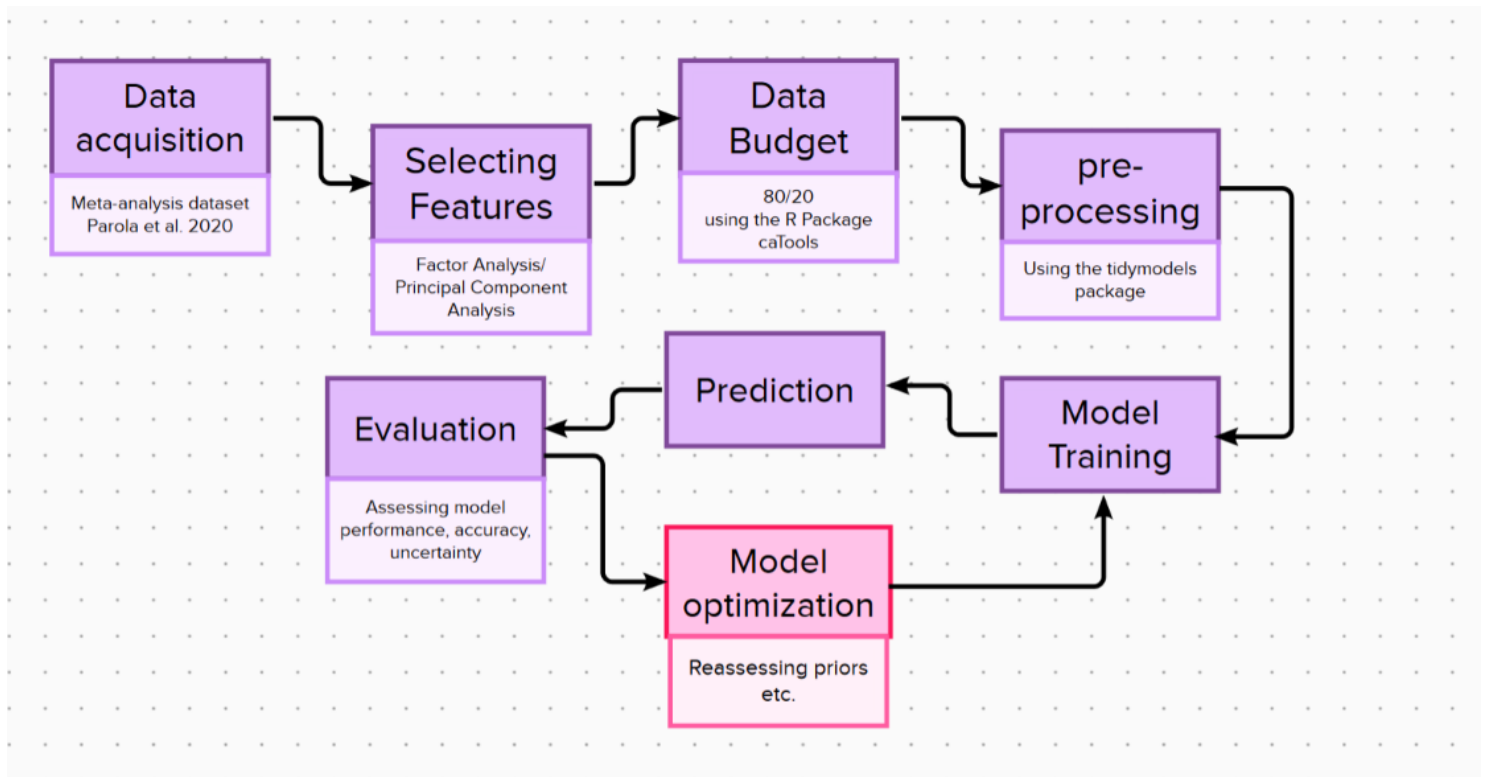 Data
acquisition
Meta-analysis dataset
Parola et al. 2020
Selecting
Features
Factor Analysis/
Principal Component
Analysis
Data
Budget
80/20
using the R Package
caTools
pre-
processing
Using the tidymodels
package
Model
Training
Prediction
Evaluation
Assessing model
performance, accuracy,
uncertainty
Model
optimization
Reassessing priors
etc.